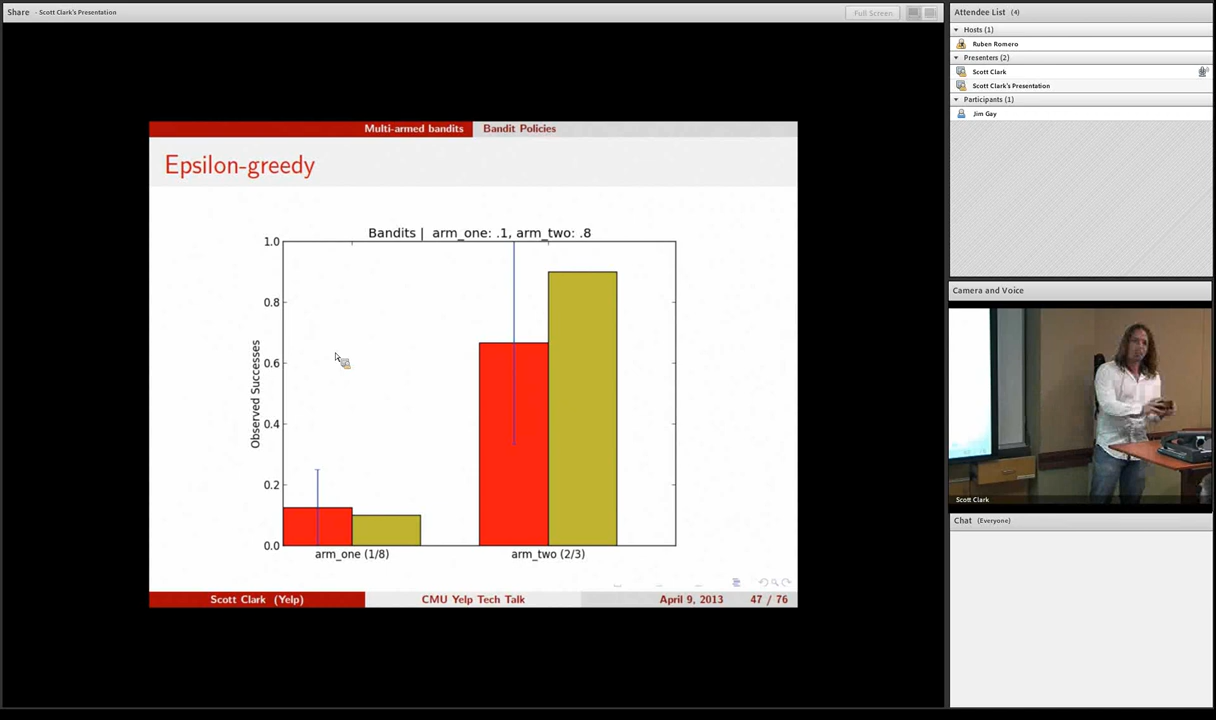 Share - Scott Clark's Presentation
Full Screen
Multi-armed bandits Bandit Policies
Epsilon-greedy
Bandits | arm_one: .1, arm_two: .8
1.0
0.8
0.6
0.4
0.2
0.0
Observed Successes
arm_one (1/8) arm_two (2/3)
Scott Clark (Yelp) CMU Yelp Tech Talk April 9, 2013 47 / 76
Attendee List (4)
Hosts (1)
Ruben Romero
Presenters (2)
Scott Clark
Scott Clark's Presentation
Participants (1)
Jim Gay
Camera and Voice
Scott Clark
Chat (Everyone)